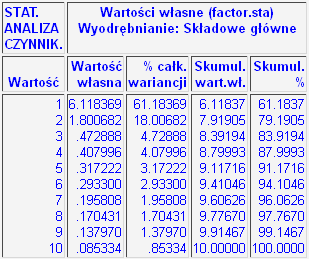 STAT. ANALIZA CZYNNIK.
Wartości własne (factor.sta)
Wyodrębnianie: Składowe główne
Wartość
Wartość własna
% całk. wariancji
Skumul. wart.wł.
Skumul. %
1 6.118369 61.18369 6.11837 61.1837
2 1.800682 18.00682 7.91905 79.1905
3 .472888 4.72888 8.39194 83.9194
4 .407996 4.07996 8.79993 87.9993
5 .317222 3.17222 9.11716 91.1716
6 .293300 2.93300 9.41046 94.1046
7 .195808 1.95808 9.60626 96.0626
8 .170431 1.70431 9.77670 97.7670
9 .137970 1.37970 9.91467 99.1467
10 .085334 .85334 10.00000 100.0000